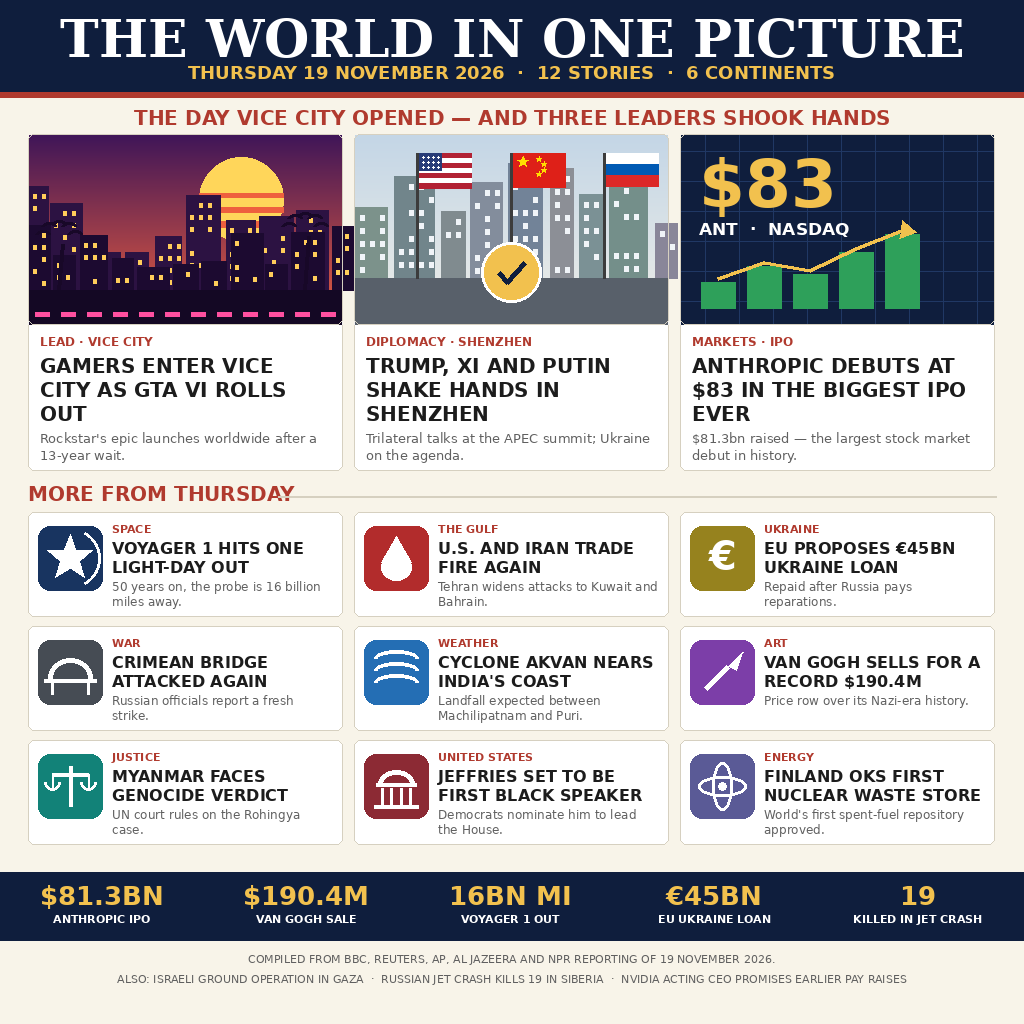 THE WORLD IN ONE PICTURE
THURSDAY 19 NOVEMBER 2026 · 12 STORIES · 6 CONTINENTS
THE DAY VICE CITY OPENED — AND THREE LEADERS SHOOK HANDS
$83
ANT · NASDAQ
LEAD · VICE CITY
GAMERS ENTER VICE
CITY AS GTA VI ROLLS
OUT
Rockstar's epic launches worldwide after a
13-year wait.
DIPLOMACY · SHENZHEN
TRUMP, XI AND PUTIN
SHAKE HANDS IN
SHENZHEN
Trilateral talks at the APEC summit; Ukraine
on the agenda.
MARKETS · IPO
ANTHROPIC DEBUTS AT
$83 IN THE BIGGEST IPO
EVER
$81.3bn raised — the largest stock market
debut in history.
MORE FROM THURSDAY
SPACE
VOYAGER 1 HITS ONE
LIGHT-DAY OUT
50 years on, the probe is 16 billion
miles away.
THE GULF
U.S. AND IRAN TRADE
FIRE AGAIN
Tehran widens attacks to Kuwait and
Bahrain.
UKRAINE
€
EU PROPOSES €45BN
UKRAINE LOAN
Repaid after Russia pays
reparations.
WAR
CRIMEAN BRIDGE
ATTACKED AGAIN
Russian officials report a fresh
strike.
WEATHER
CYCLONE AKVAN NEARS
INDIA'S COAST
Landfall expected between
Machilipatnam and Puri.
ART
VAN GOGH SELLS FOR A
RECORD $190.4M
Price row over its Nazi-era history.
JUSTICE
MYANMAR FACES
GENOCIDE VERDICT
UN court rules on the Rohingya
case.
UNITED STATES
JEFFRIES SET TO BE
FIRST BLACK SPEAKER
Democrats nominate him to lead
the House.
ENERGY
FINLAND OKS FIRST
NUCLEAR WASTE STORE
World's first spent-fuel repository
approved.
$81.3BN
ANTHROPIC IPO
$190.4M
VAN GOGH SALE
16BN MI
VOYAGER 1 OUT
€45BN
EU UKRAINE LOAN
19
KILLED IN JET CRASH
COMPILED FROM BBC, REUTERS, AP, AL JAZEERA AND NPR REPORTING OF 19 NOVEMBER 2026.
ALSO: ISRAELI GROUND OPERATION IN GAZA · RUSSIAN JET CRASH KILLS 19 IN SIBERIA · NVIDIA ACTING CEO PROMISES EARLIER PAY RAISES